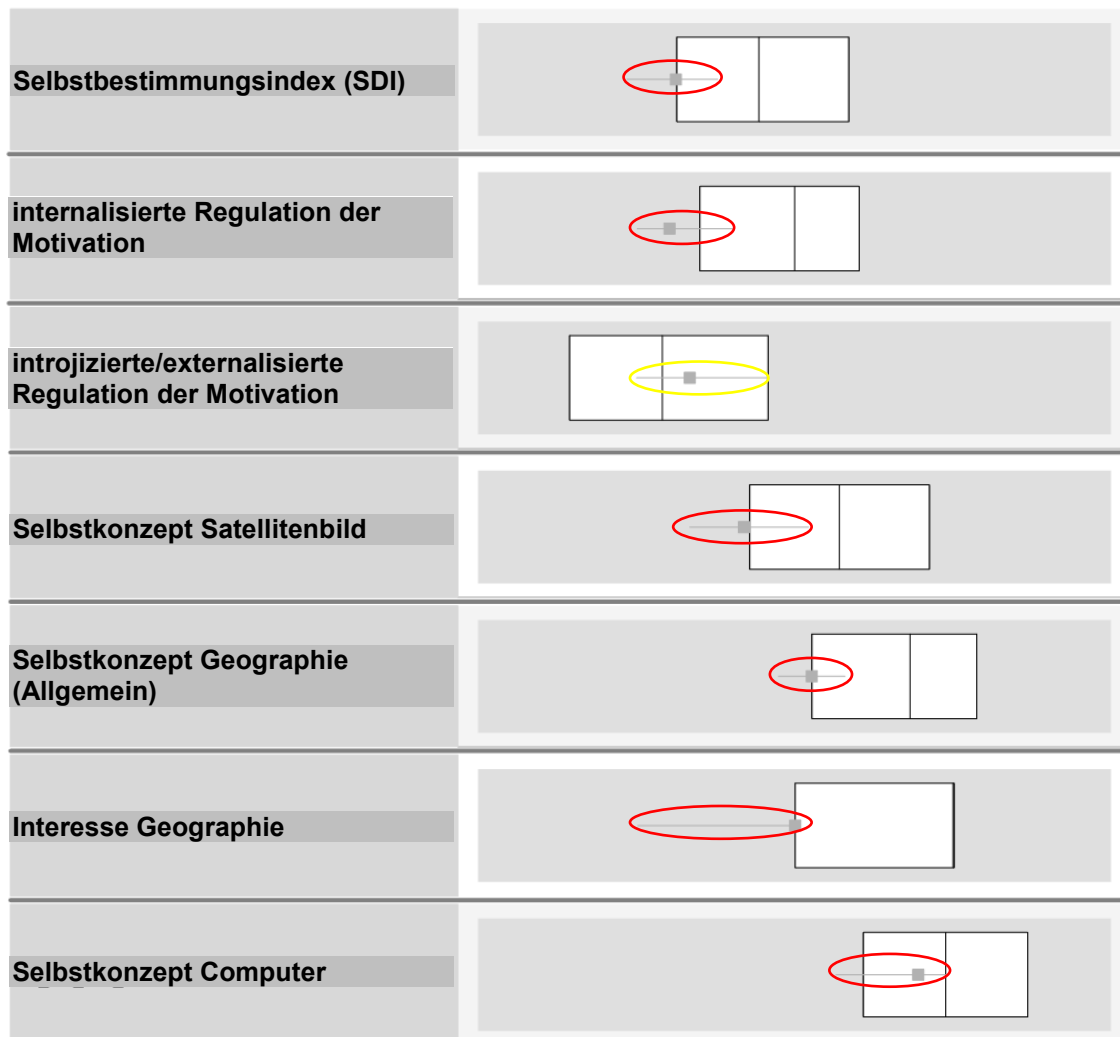 Selbstbestimmungsindex (SDI)
internalisierte Regulation der
Motivation
introjizierte/externalisierte
Regulation der Motivation
Selbstkonzept Satellitenbild
Selbstkonzept Geographie
(Allgemein)
Interesse Geographie
Selbstkonzept Computer